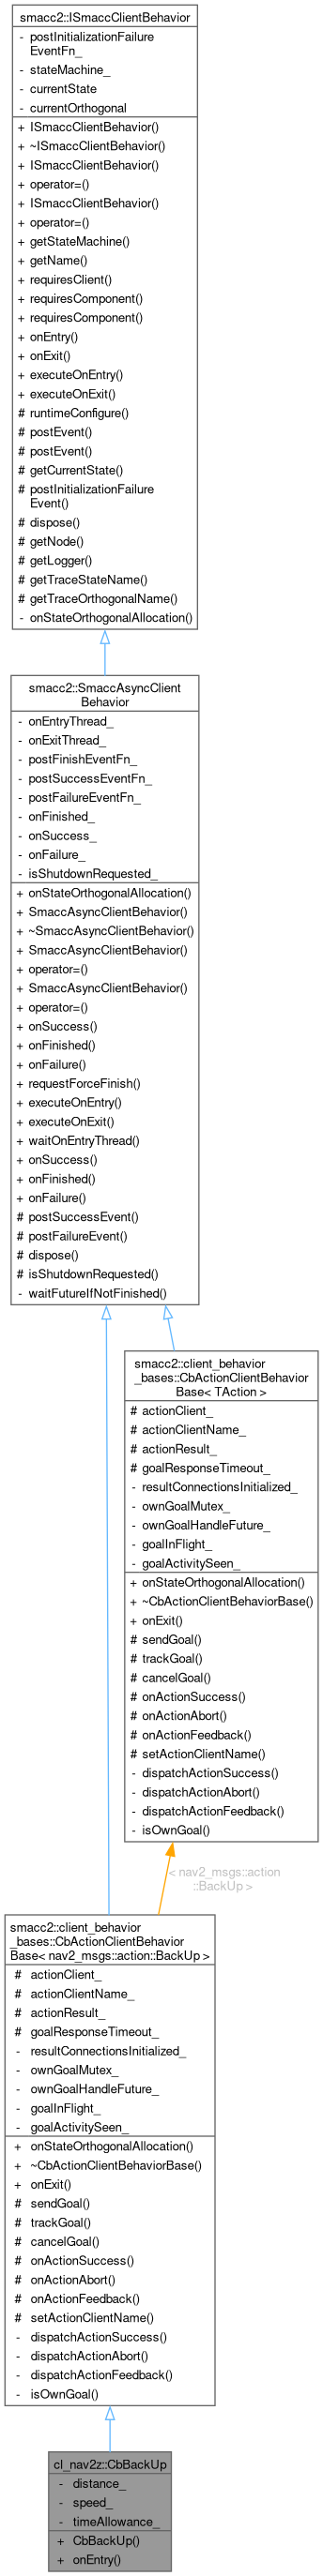 smacc2::ISmaccClientBehavior
- postInitializationFailure
EventFn_
- stateMachine_
- currentState
- currentOrthogonal
+ ISmaccClientBehavior()
+ ~ISmaccClientBehavior()
+ ISmaccClientBehavior()
+ operator=()
+ ISmaccClientBehavior()
+ operator=()
+ getStateMachine()
+ getName()
+ requiresClient()
+ requiresComponent()
+ requiresComponent()
+ onEntry()
+ onExit()
+ executeOnEntry()
+ executeOnExit()
# runtimeConfigure()
# postEvent()
# postEvent()
# getCurrentState()
# postInitializationFailure
Event()
# dispose()
# getNode()
# getLogger()
# getTraceStateName()
# getTraceOrthogonalName()
- onStateOrthogonalAllocation()
smacc2::SmaccAsyncClient
Behavior
- onEntryThread_
- onExitThread_
- postFinishEventFn_
- postSuccessEventFn_
- postFailureEventFn_
- onFinished_
- onSuccess_
- onFailure_
- isShutdownRequested_
+ onStateOrthogonalAllocation()
+ SmaccAsyncClientBehavior()
+ ~SmaccAsyncClientBehavior()
+ SmaccAsyncClientBehavior()
+ operator=()
+ SmaccAsyncClientBehavior()
+ operator=()
+ onSuccess()
+ onFinished()
+ onFailure()
+ requestForceFinish()
+ executeOnEntry()
+ executeOnExit()
+ waitOnEntryThread()
+ onSuccess()
+ onFinished()
+ onFailure()
# postSuccessEvent()
# postFailureEvent()
# dispose()
# isShutdownRequested()
- waitFutureIfNotFinished()
smacc2::client_behavior
_bases::CbActionClientBehavior
Base< TAction >
# actionClient_
# actionClientName_
# actionResult_
# goalResponseTimeout_
- resultConnectionsInitialized_
- ownGoalMutex_
- ownGoalHandleFuture_
- goalInFlight_
- goalActivitySeen_
+ onStateOrthogonalAllocation()
+ ~CbActionClientBehaviorBase()
+ onExit()
# sendGoal()
# trackGoal()
# cancelGoal()
# onActionSuccess()
# onActionAbort()
# onActionFeedback()
# setActionClientName()
- dispatchActionSuccess()
- dispatchActionAbort()
- dispatchActionFeedback()
- isOwnGoal()
< nav2_msgs::action
::BackUp >
smacc2::client_behavior
_bases::CbActionClientBehavior
Base< nav2_msgs::action::BackUp >
# actionClient_
# actionClientName_
# actionResult_
# goalResponseTimeout_
- resultConnectionsInitialized_
- ownGoalMutex_
- ownGoalHandleFuture_
- goalInFlight_
- goalActivitySeen_
+ onStateOrthogonalAllocation()
+ ~CbActionClientBehaviorBase()
+ onExit()
# sendGoal()
# trackGoal()
# cancelGoal()
# onActionSuccess()
# onActionAbort()
# onActionFeedback()
# setActionClientName()
- dispatchActionSuccess()
- dispatchActionAbort()
- dispatchActionFeedback()
- isOwnGoal()
cl_nav2z::CbBackUp
- distance_
- speed_
- timeAllowance_
+ CbBackUp()
+ onEntry()